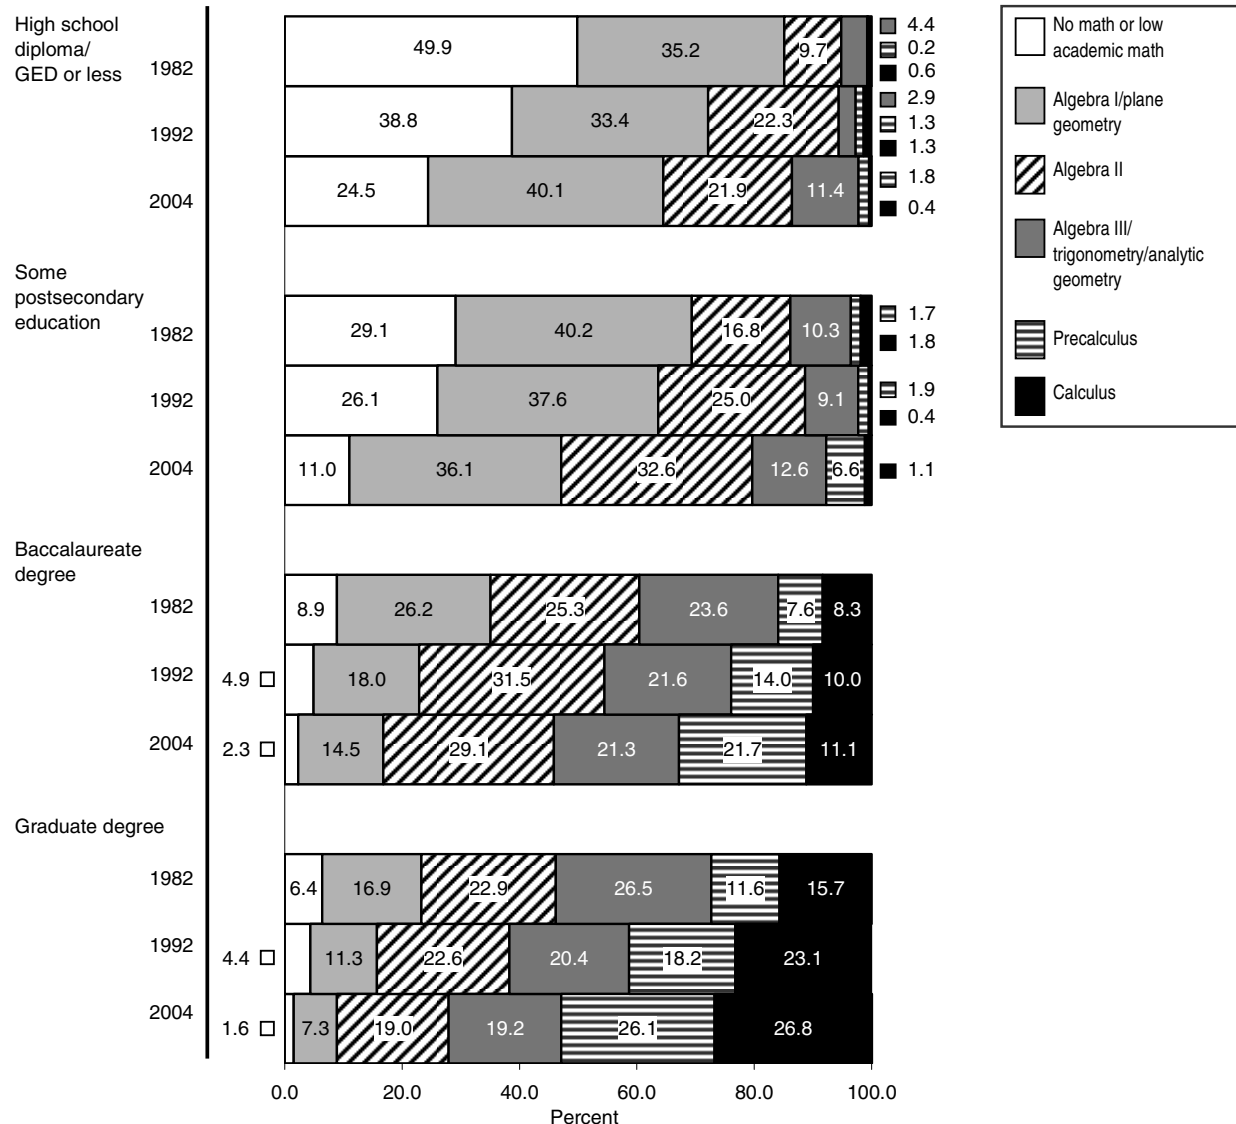 High school
diploma/
GED or less
1982
49.9 35.2 9.7
4.4
0.2
0.6
1992
38.8 33.4 22.3
2.9
1.3
1.3
2004
24.5 40.1 21.9 11.4
1.8
0.4
Some
postsecondary
education
1982
29.1 40.2 16.8 10.3
1.7
1.8
1992
26.1 37.6 25.0 9.1
1.9
0.4
2004
11.0 36.1 32.6 12.6 6.6
1.1
Baccalaureate
degree
1982
8.9 26.2 25.3 23.6 7.6 8.3
1992
4.9 18.0 31.5 21.6 14.0 10.0
2004
2.3 14.5 29.1 21.3 21.7 11.1
Graduate degree
1982
6.4 16.9 22.9 26.5 11.6 15.7
1992
4.4 11.3 22.6 20.4 18.2 23.1
2004
1.6 7.3 19.0 19.2 26.1 26.8
0.0 20.0 40.0 60.0 80.0 100.0
Percent
No math or low
academic math
Algebra I/plane
geometry
Algebra II
Algebra III/
trigonometry/analytic
geometry
Precalculus
Calculus